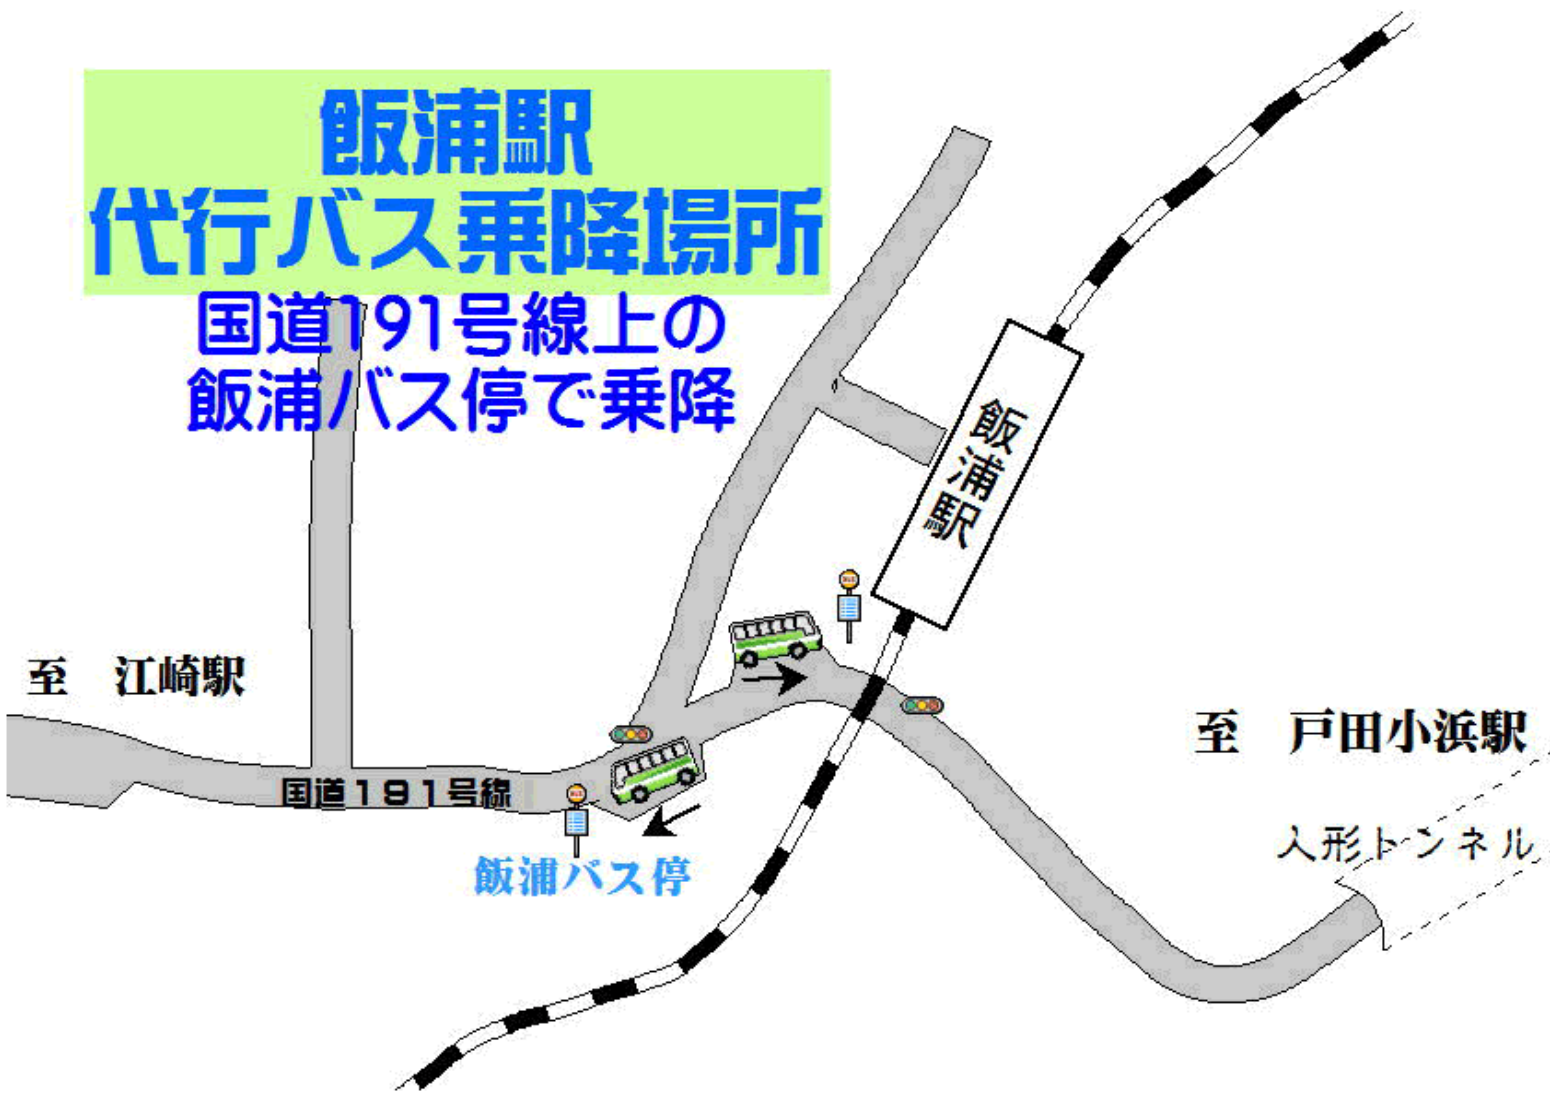 飯浦駅
代行バス乗降場所
国道191号線上の
飯浦バス停で乗降
飯浦駅
至　江崎駅
至　戸田小浜駅
国道191号線
人形トンネル
飯浦バス停